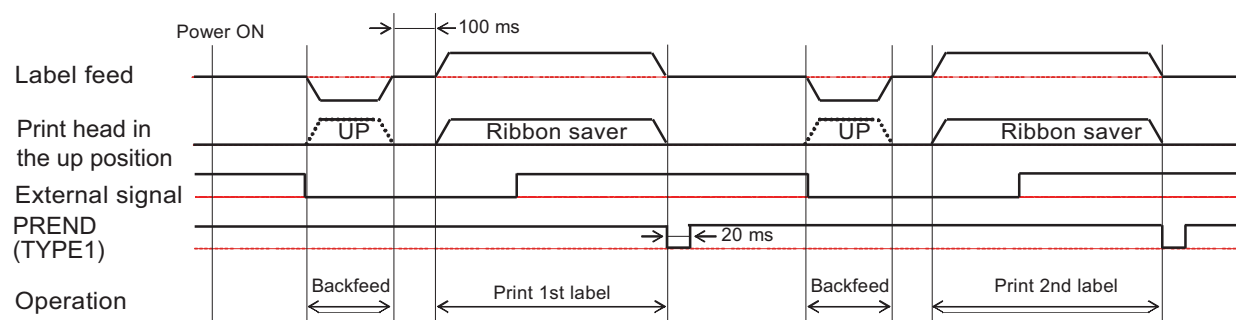 Power ON
100 ms
Label feed
Print head in
the up position
UP
Ribbon saver
UP
Ribbon saver
External signal
PREND
(TYPE1)
20 ms
Operation
Backfeed
Print 1st label
Backfeed
Print 2nd label